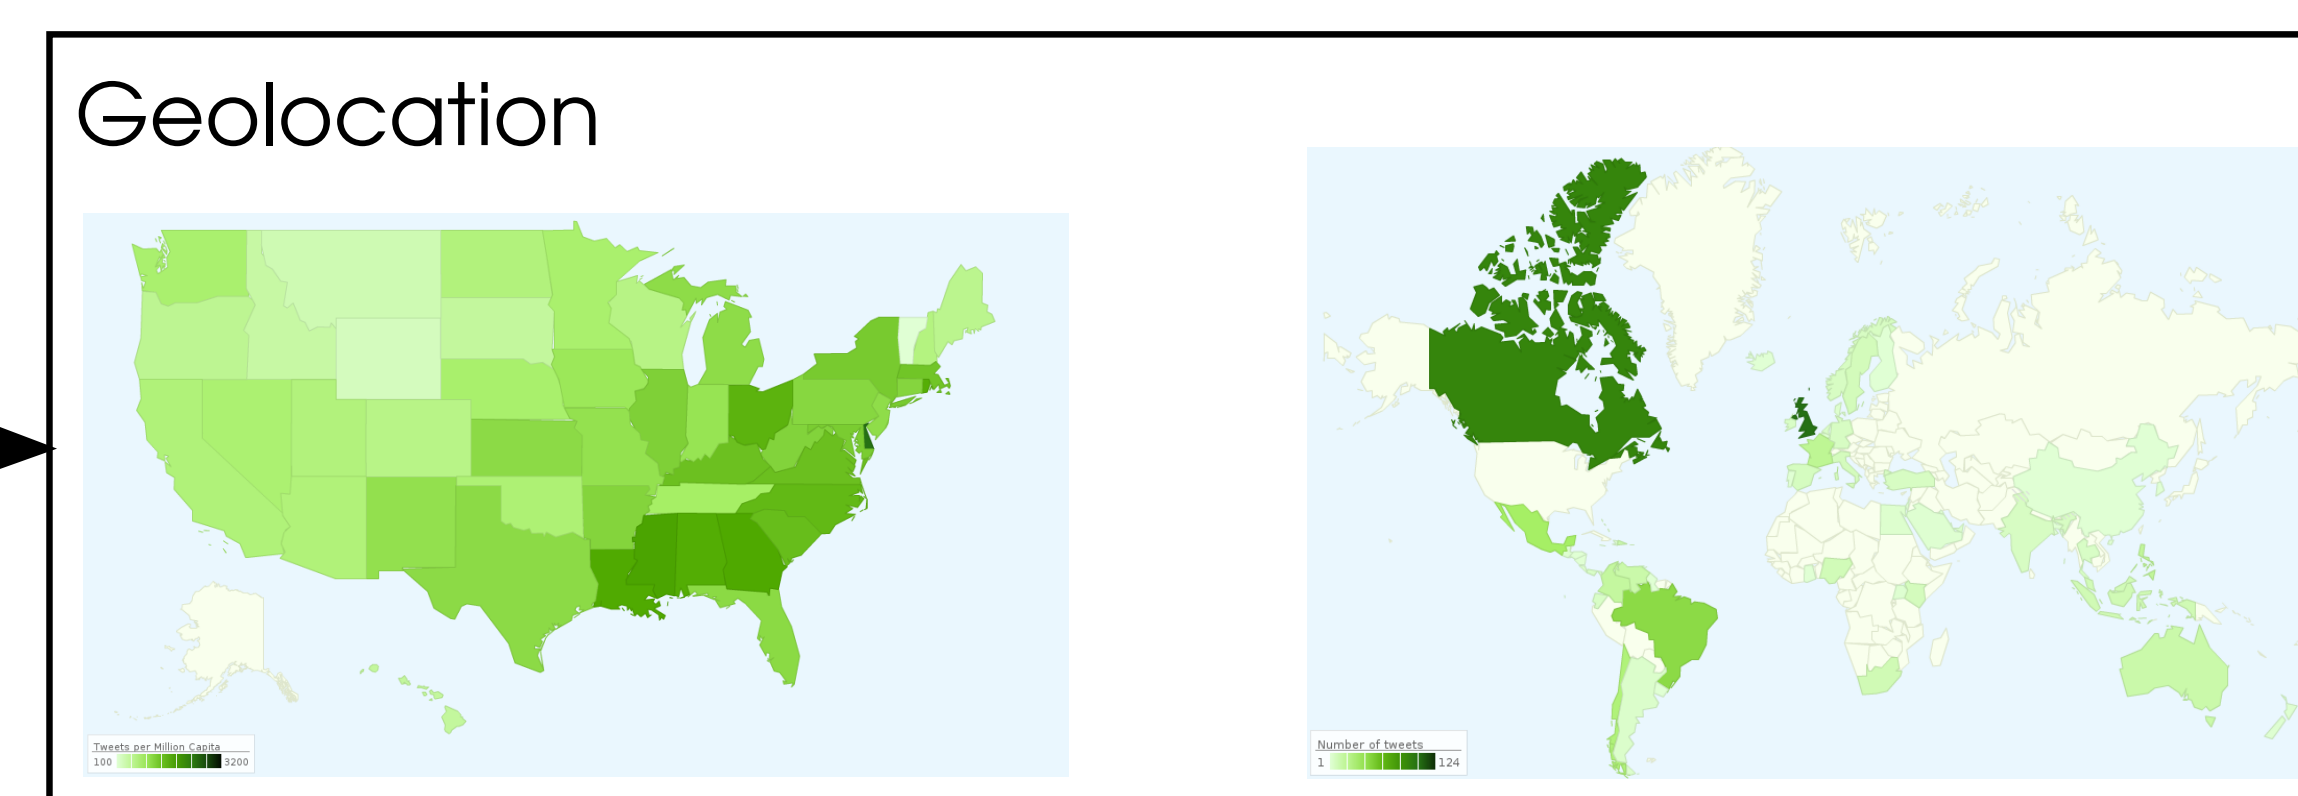 Geolocation
Tweets per Million Capita
100 3200
Number of tweets
1 124